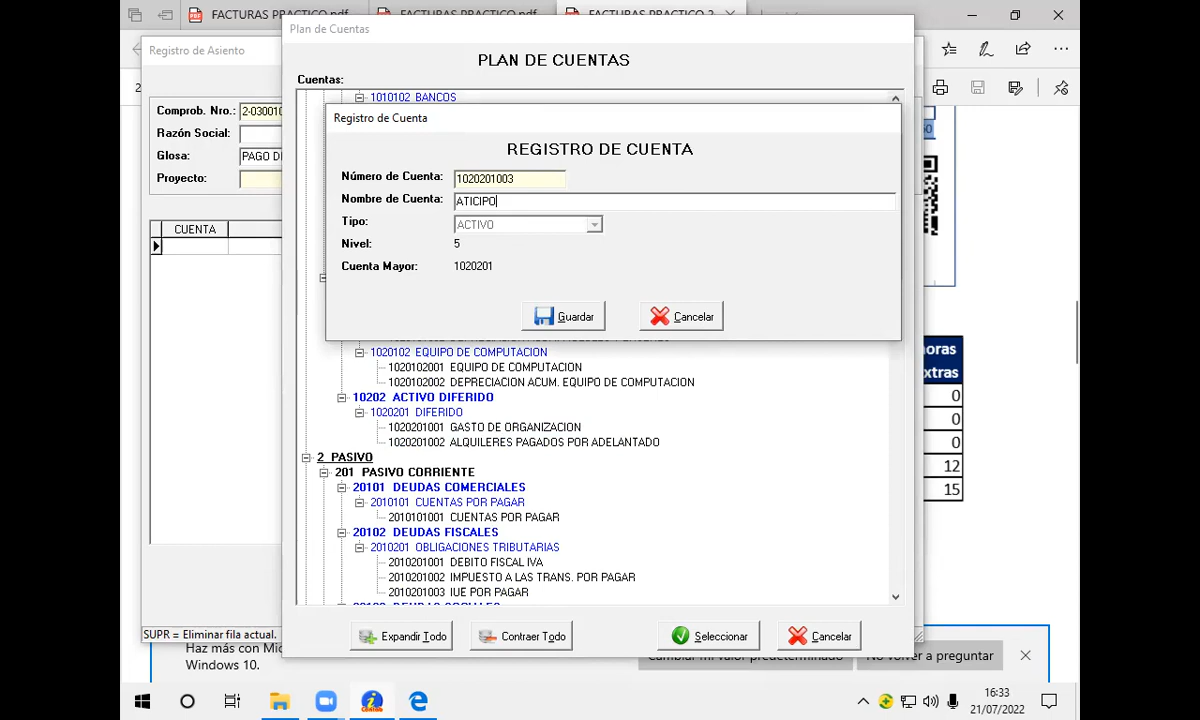 FACTURAS PRACTICO.pdf
FACTURAS PRACTICO.pdf
FACTURAS PRACTICO 2
Registro de Asiento
Plan de Cuentas
PLAN DE CUENTAS
Cuentas:
Comprob. Nro.: 2-030010
Razón Social:
Glosa: PAGO DE
Proyecto:
CUENTA
1010102 BANCOS
Registro de Cuenta
REGISTRO DE CUENTA
Número de Cuenta: 1020201003
Nombre de Cuenta: ATICIPO
Tipo: ACTIVO
Nivel: 5
Cuenta Mayor: 1020201
Guardar
Cancelar
1020102 EQUIPO DE COMPUTACION
1020102001 EQUIPO DE COMPUTACION
1020102002 DEPRECIACION ACUM. EQUIPO DE COMPUTACION
10202 ACTIVO DIFERIDO
1020201 DIFERIDO
1020201001 GASTO DE ORGANIZACION
1020201002 ALQUILERES PAGADOS POR ADELANTADO
2 PASIVO
201 PASIVO CORRIENTE
20101 DEUDAS COMERCIALES
2010101 CUENTAS POR PAGAR
2010101001 CUENTAS POR PAGAR
20102 DEUDAS FISCALES
2010201 OBLIGACIONES TRIBUTARIAS
2010201001 DEBITO FISCAL IVA
2010201002 IMPUESTO A LAS TRANS. POR PAGAR
2010201003 IUE POR PAGAR
Expandir Todo
Contraer Todo
Seleccionar
Cancelar
oras
xtras
0
0
0
12
15
SUPR = Eliminar fila actual.
Haz más con Mic
Windows 10.
Cambiar mi valor predeterminado
No volver a preguntar
16:33
21/07/2022